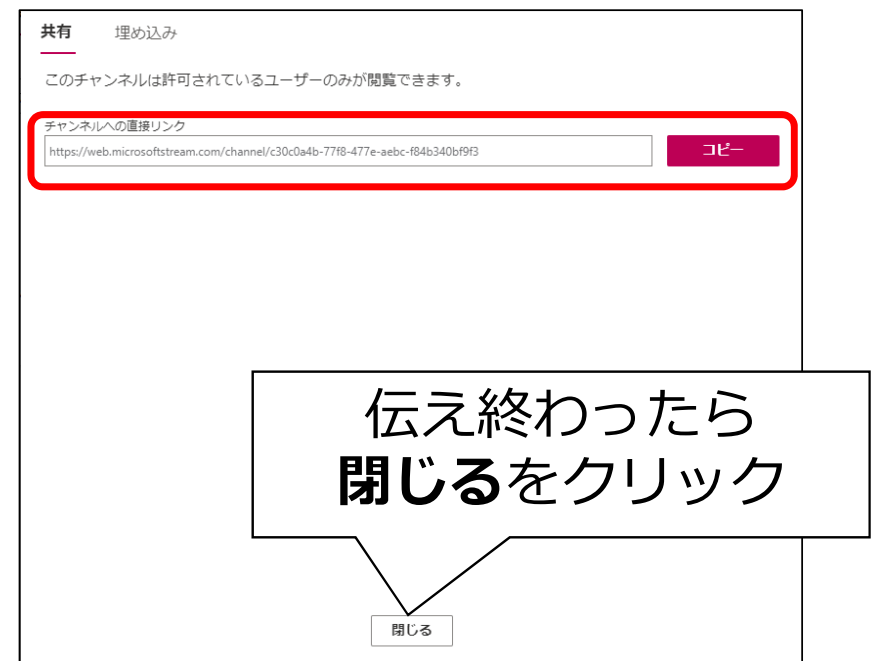 共有 埋め込み
このチャンネルは許可されているユーザーのみが閲覧できます。
チャンネルへの直接リンク
https://web.microsoftstream.com/channel/c30c0a4b-77f8-477e-aebc-f84b340bf9f3 コピー
伝え終わったら
閉じるをクリック
閉じる